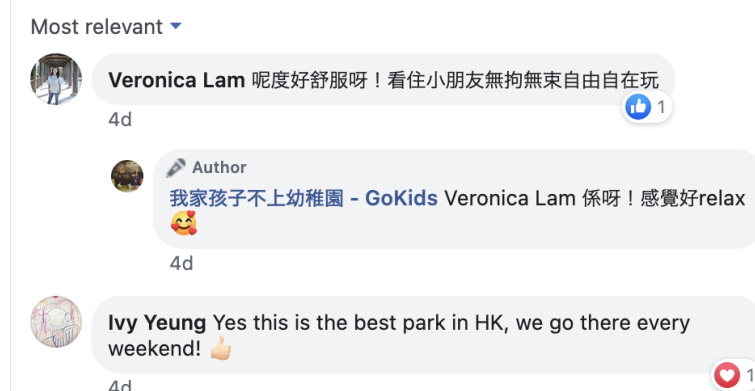 Most relevant
Veronica Lam 呢度好舒服呀！看住小朋友無拘無束自由自在玩
1
4d
Author
我家孩子不上幼稚園 - GoKids Veronica Lam 係呀！感覺好relax
🥰
4d
Ivy Yeung Yes this is the best park in HK, we go there every
weekend! 👍🏻
1
4d